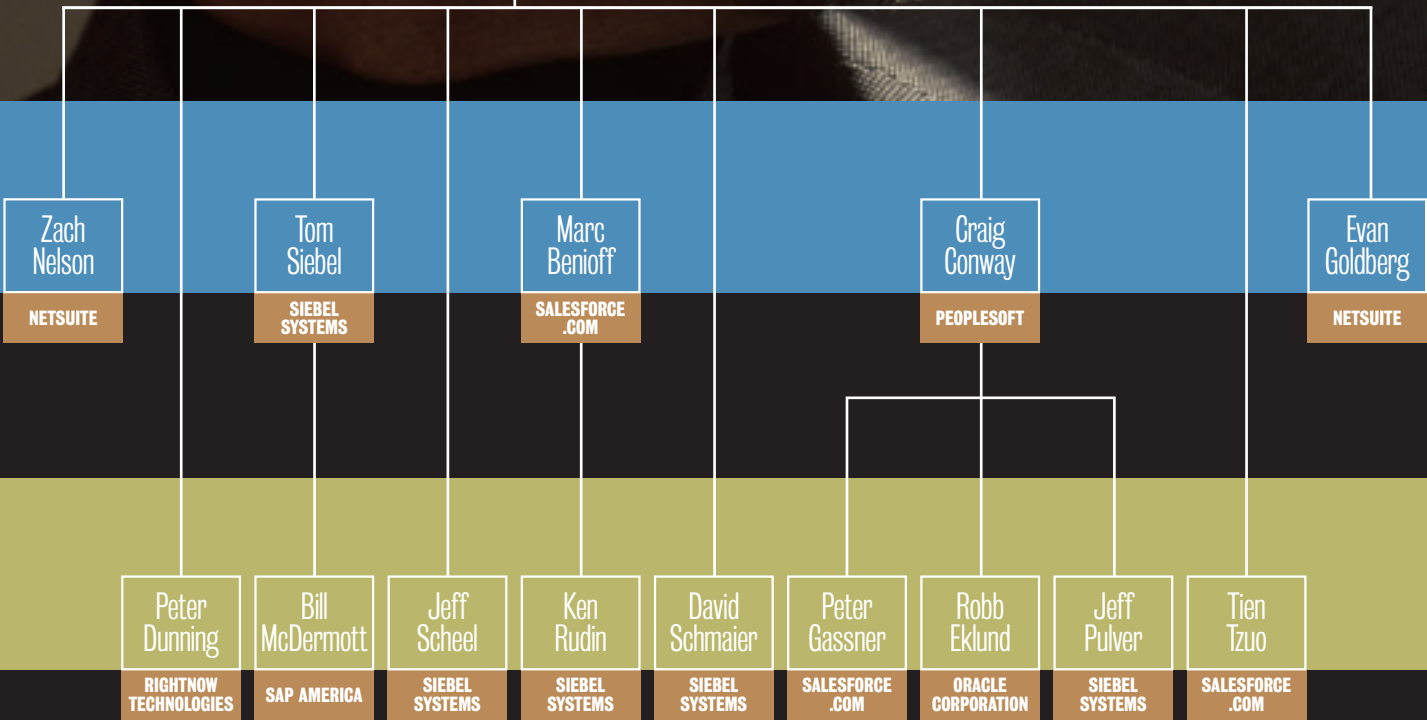 Zach
Nelson
NETSUITE
Tom
Siebel
SIEBEL
SYSTEMS
Marc
Benioff
SALESFORCE
.COM
Craig
Conway
PEOPLESOFT
Evan
Goldberg
NETSUITE
Peter
Dunning
RIGHTNOW
TECHNOLOGIES
Bill
McDermott
SAP AMERICA
Jeff
Scheel
SIEBEL
SYSTEMS
Ken
Rudin
SIEBEL
SYSTEMS
David
Schmaier
SIEBEL
SYSTEMS
Peter
Gassner
SALESFORCE
.COM
Robb
Eklund
ORACLE
CORPORATION
Jeff
Pulver
SIEBEL
SYSTEMS
Tien
Tzuo
SALESFORCE
.COM